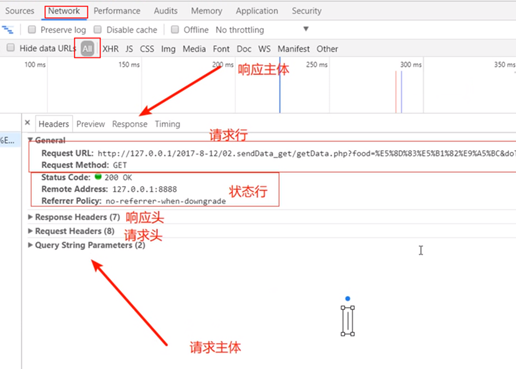 Sources Network Performance Audits Memory Application Security
Preserve log Disable cache Offline No throttling
Hide data URLs All XHR JS CSS Img Media Font Doc WS Manifest Other
100 ms 150 ms 200 ms 250 ms 300 ms 350 ms
响应主体
Headers Preview Response Timing
%E...
General
请求行
Request URL: http://127.0.0.1/2017-8-12/02.sendData_get/getData.php?food=%E5%8D%83%E5%B1%82%E9%A5%BC&dol
Request Method: GET
Status Code: 200 OK
Remote Address: 127.0.0.1:8888
状态行
Referrer Policy: no-referrer-when-downgrade
Response Headers (7) 响应头
Request Headers (8) 请求头
Query String Parameters (2)
请求主体